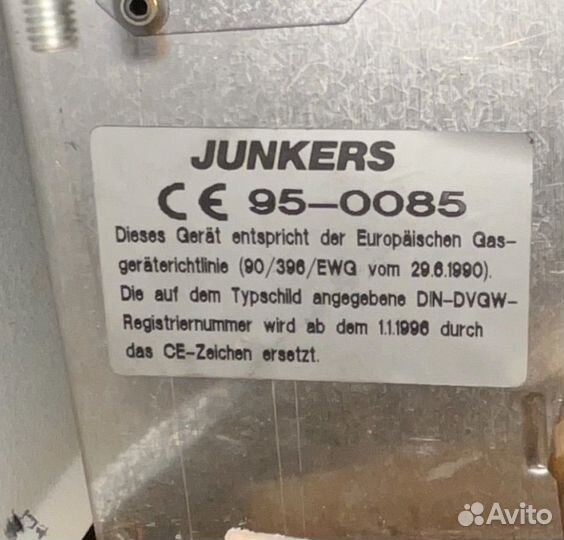 JUNKERS
CE 95-0085
Dieses Gerät entspricht der Europäischen Gas-
geräterichtlinie (90/396/EWG vom 29.6.1990).
Die auf dem Typschild angegebene DIN-DVGW-
Registriernummer wird ab dem 1.1.1996 durch
das CE-Zeichen ersetzt.
Avito